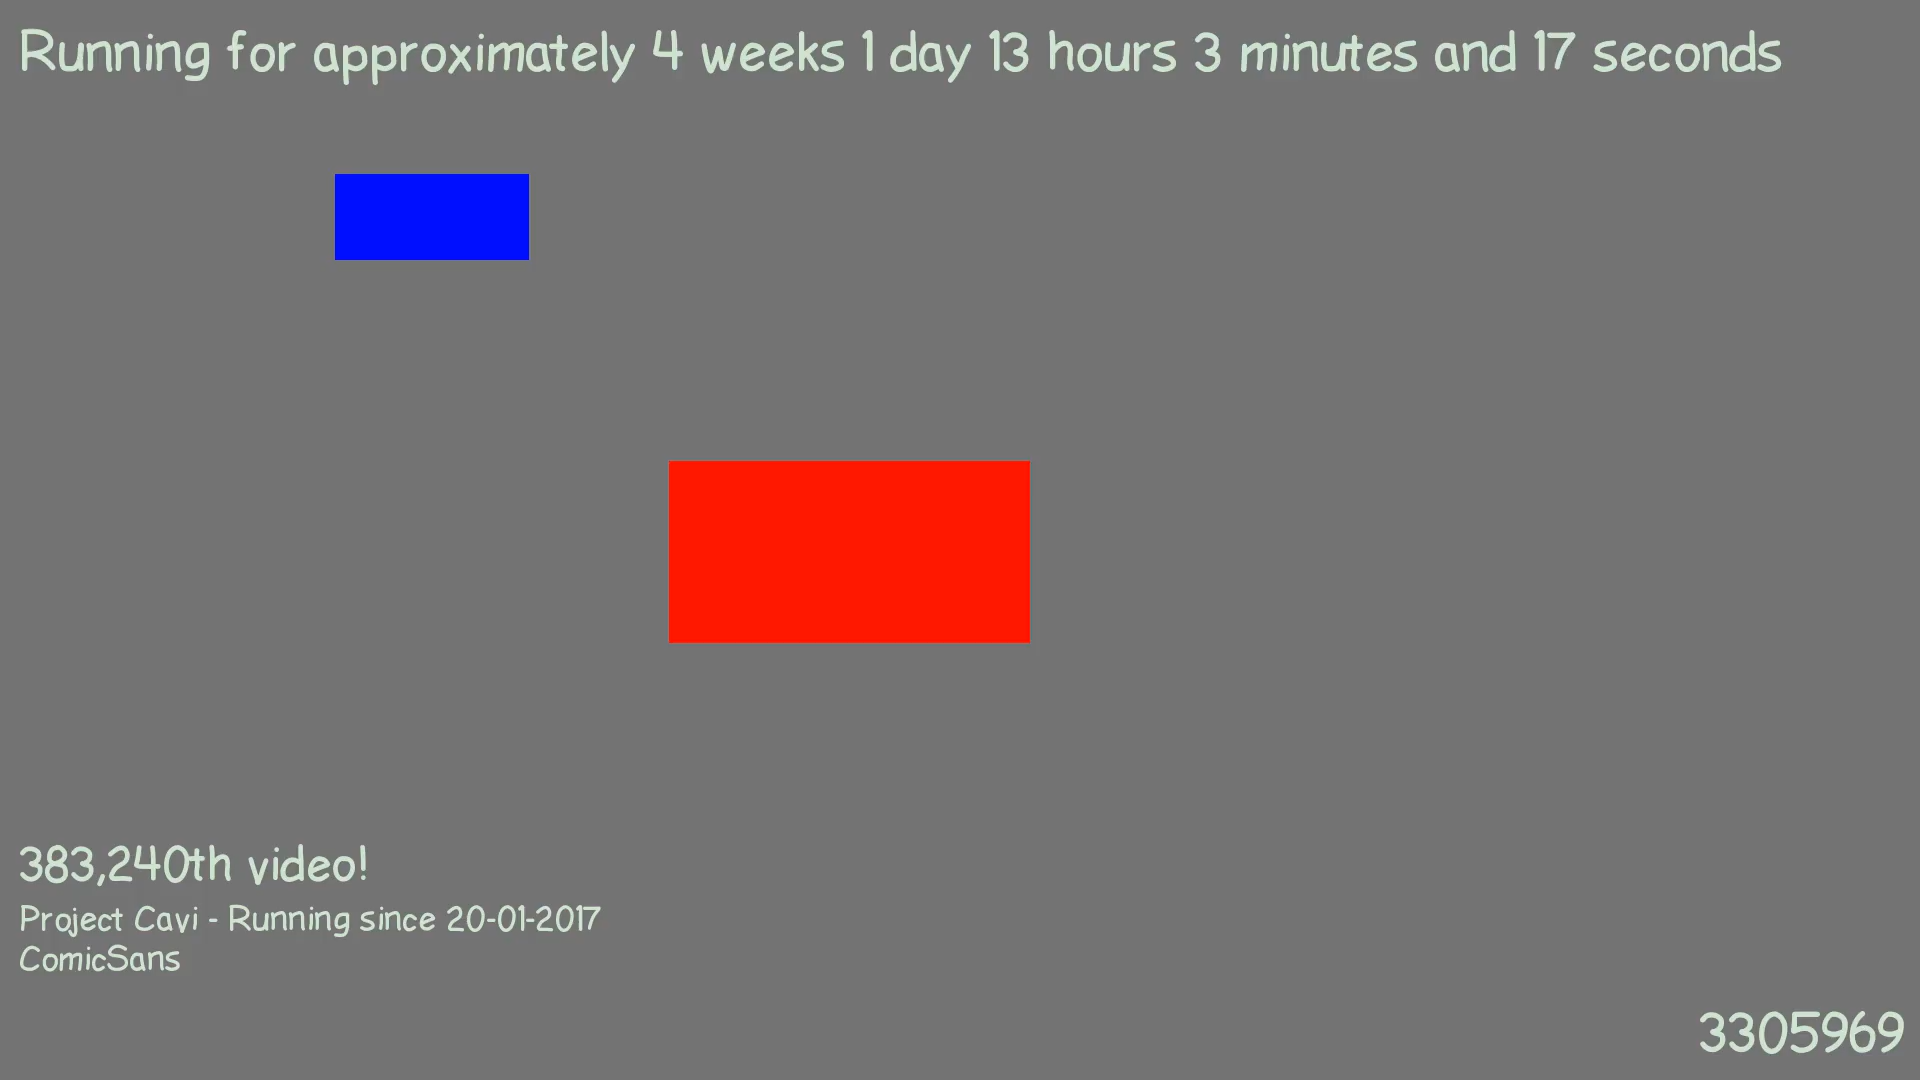 Running for approximately 4 weeks 1 day 13 hours 3 minutes and 17 seconds
383,240th video!
Project Cavi - Running since 20-01-2017
ComicSans
3305969